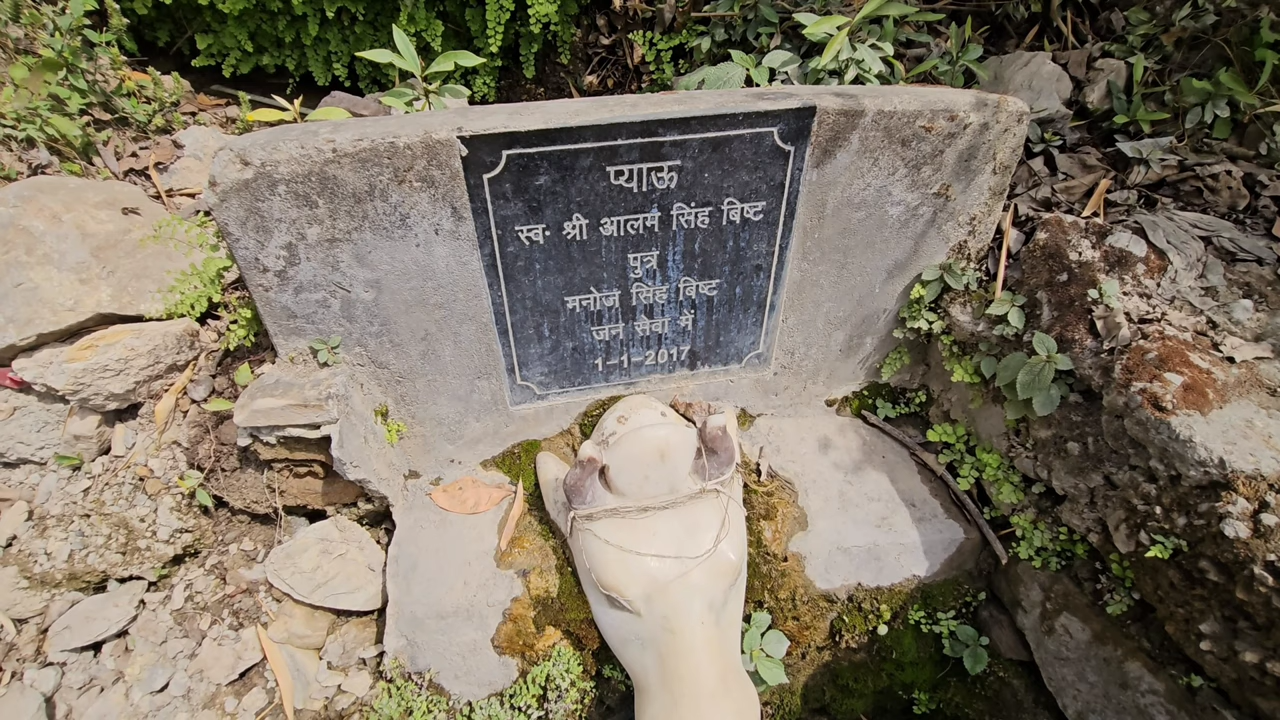 प्याऊ
स्व॰ श्री आलम सिंह बिष्ट
पुत्र
मनोज सिंह बिष्ट
जन सेवा में
1-1-2017